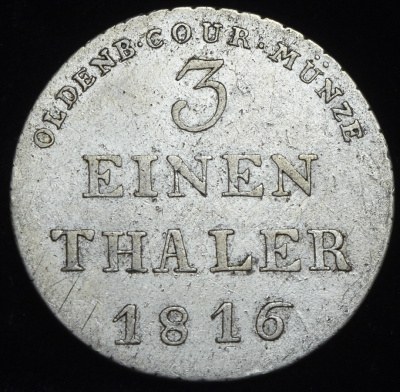 OLDENB·COUR·MÜNZE
3
EINEN
THALER
1816